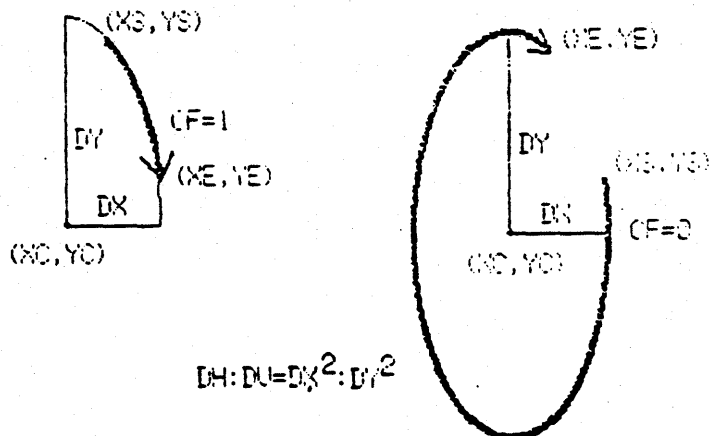 (XS,YS)
CF=1
DY
(XE,YE)
DX
(XC,YC)
(XE,YE)
DY
(XS,YS)
DX
CF=0
(XC,YC)
DH:DV=DX²:DY²